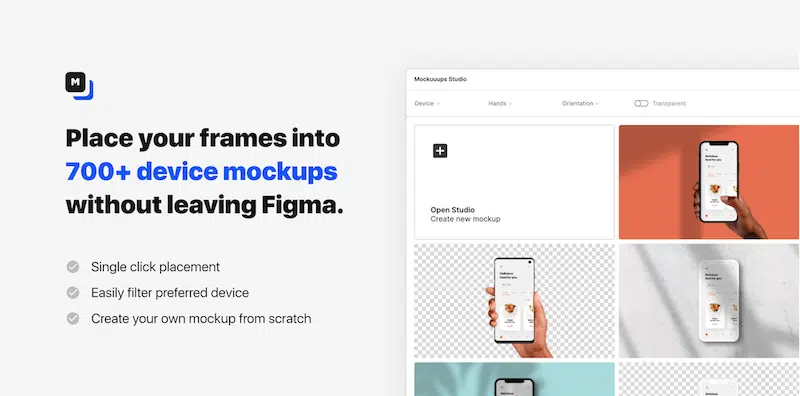 M
Place your frames into
700+ device mockups
without leaving Figma.
Single click placement
Easily filter preferred device
Create your own mockup from scratch
Mockuuups Studio
Device
Hands
Orientation
Transparent
Open Studio
Create new mockup
Delicious
food for you
Delicious
food for you
Delicious
food for you